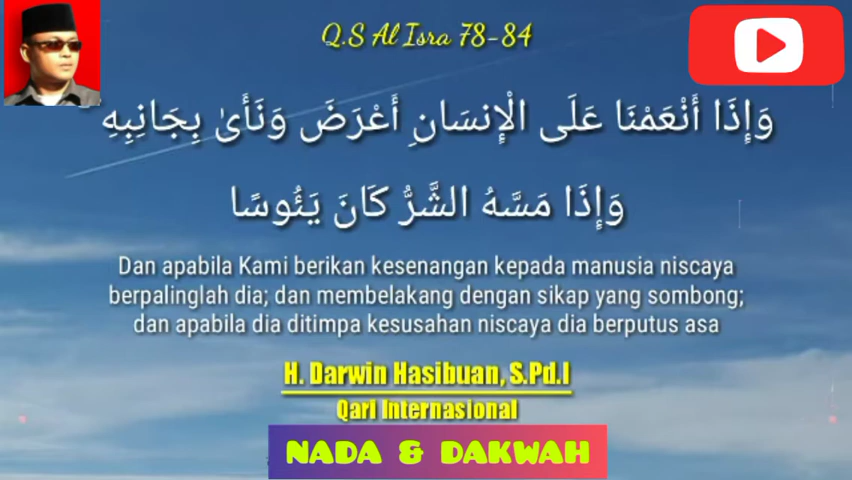 Q.S Al Isra 78-84
وَإِذَا أَنْعَمْنَا عَلَى الْإِنسَانِ أَعْرَضَ وَنَأَىٰ بِجَانِبِهِ
وَإِذَا مَسَّهُ الشَّرُّ كَانَ يَئُوسًا
Dan apabila Kami berikan kesenangan kepada manusia niscaya
berpalinglah dia; dan membelakang dengan sikap yang sombong;
dan apabila dia ditimpa kesusahan niscaya dia berputus asa
H. Darwin Hasibuan, S.Pd.I
Qari Internasional
NADA & DAKWAH